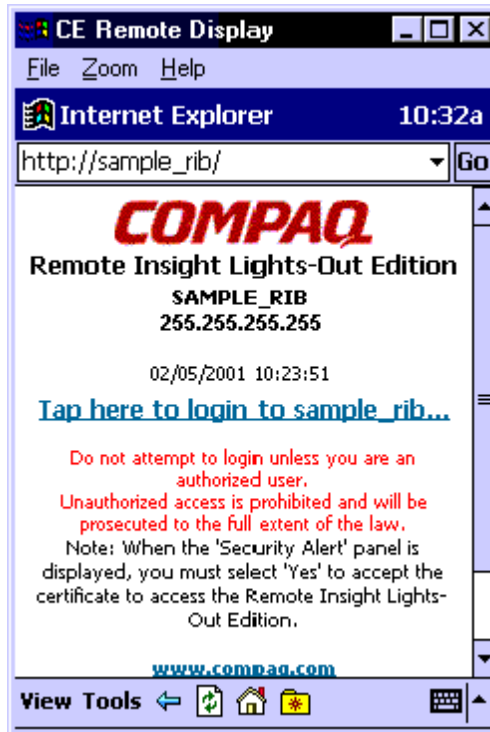 CE Remote Display
File Zoom Help
Internet Explorer 10:32a
http://sample_rib/ Go
COMPAQ
Remote Insight Lights-Out Edition
SAMPLE_RIB
255.255.255.255
02/05/2001 10:23:51
Tap here to login to sample_rib...
Do not attempt to login unless you are an
authorized user.
Unauthorized access is prohibited and will be
prosecuted to the full extent of the law.
Note: When the 'Security Alert' panel is
displayed, you must select 'Yes' to accept the
certificate to access the Remote Insight Lights-
Out Edition.
www.compaq.com
View Tools